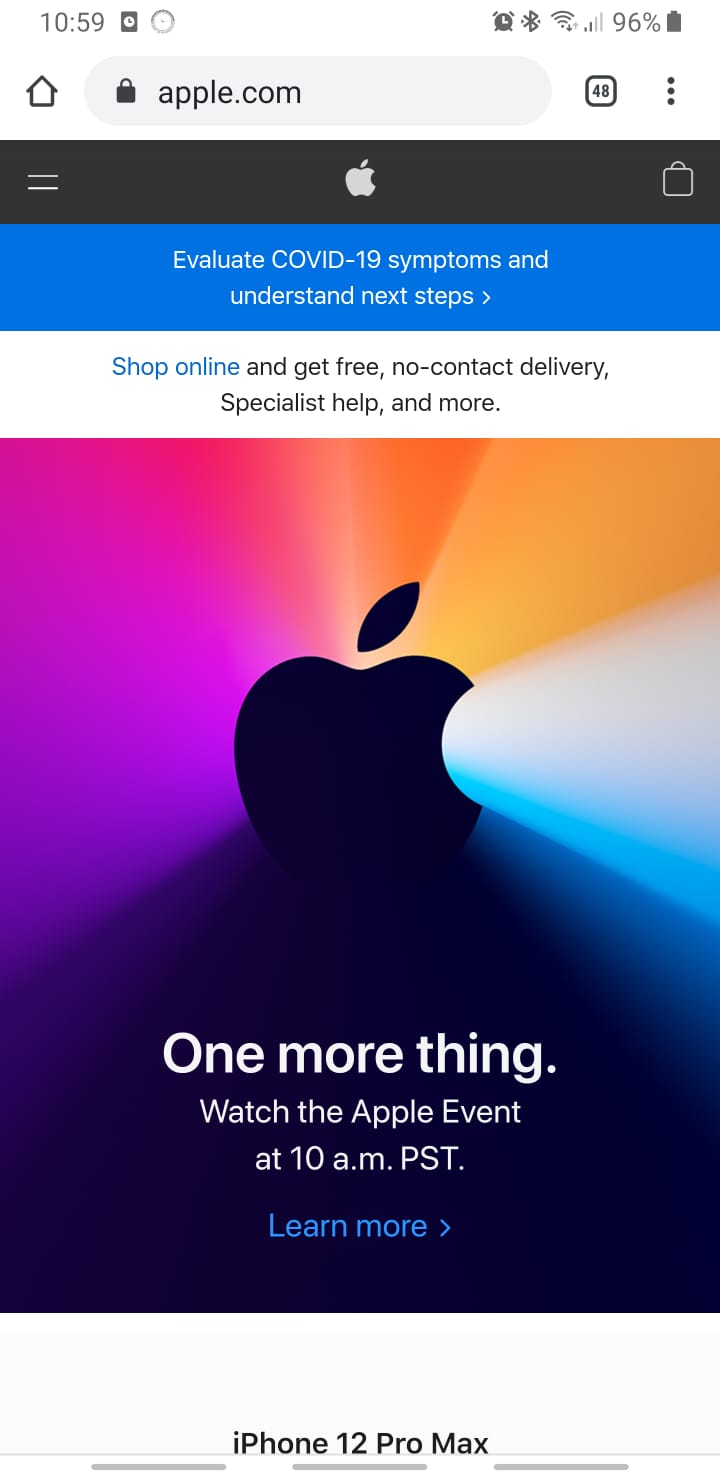 10:59
96%
apple.com
48
Evaluate COVID-19 symptoms and
understand next steps >
Shop online and get free, no-contact delivery,
Specialist help, and more.
One more thing.
Watch the Apple Event
at 10 a.m. PST.
Learn more >
iPhone 12 Pro Max